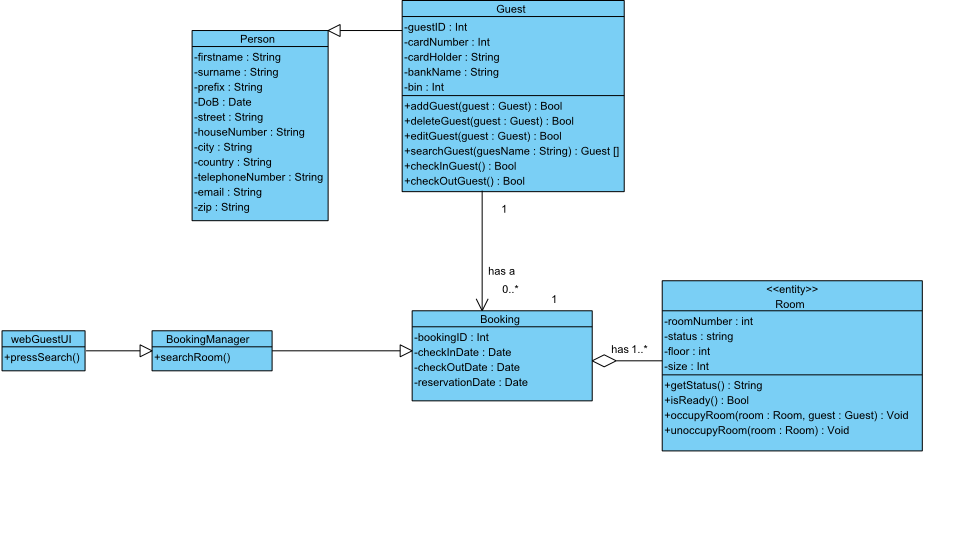 Guest
-guestID : Int
-cardNumber : Int
-cardHolder : String
-bankName : String
-bin : Int
+addGuest(guest : Guest) : Bool
+deleteGuest(guest : Guest) : Bool
+editGuest(guest : Guest) : Bool
+searchGuest(guesName : String) : Guest []
+checkInGuest() : Bool
+checkOutGuest() : Bool
Person
-firstname : String
-surname : String
-prefix : String
-DoB : Date
-street : String
-houseNumber : String
-city : String
-country : String
-telephoneNumber : String
-email : String
-zip : String
1
has a
0..*
1
webGuestUI
+pressSearch()
BookingManager
+searchRoom()
Booking
-bookingID : Int
-checkInDate : Date
-checkOutDate : Date
-reservationDate : Date
has 1..*
<<entity>>
Room
-roomNumber : int
-status : string
-floor : int
-size : Int
+getStatus() : String
+isReady() : Bool
+occupyRoom(room : Room, guest : Guest) : Void
+unoccupyRoom(room : Room) : Void